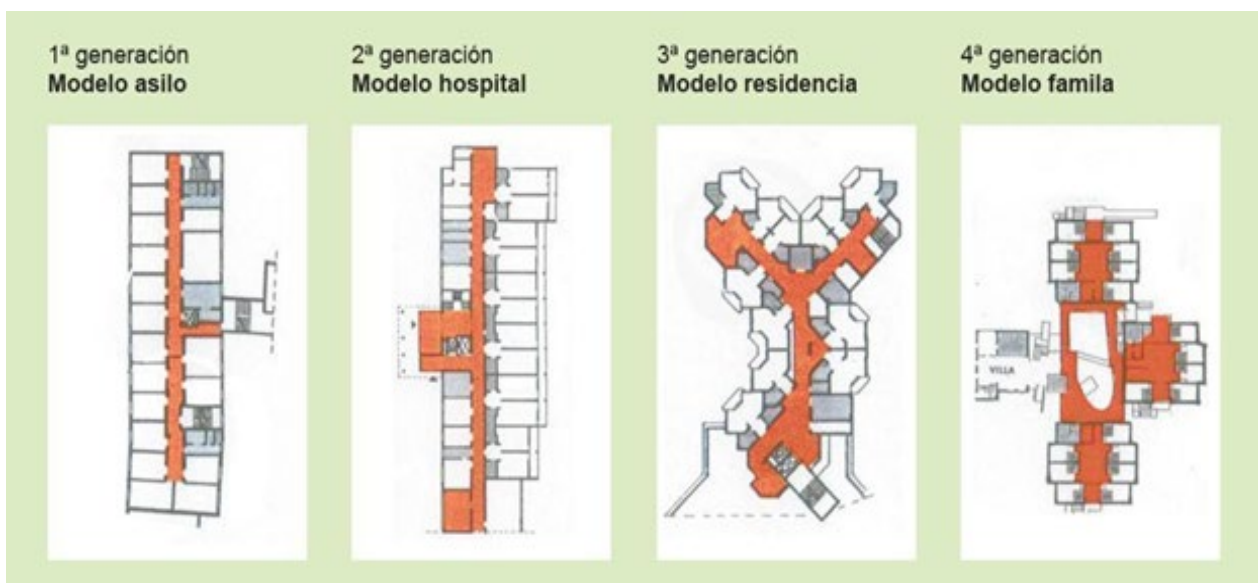 1ª generación
Modelo asilo
2ª generación
Modelo hospital
3ª generación
Modelo residencia
4ª generación
Modelo famila
VILLA